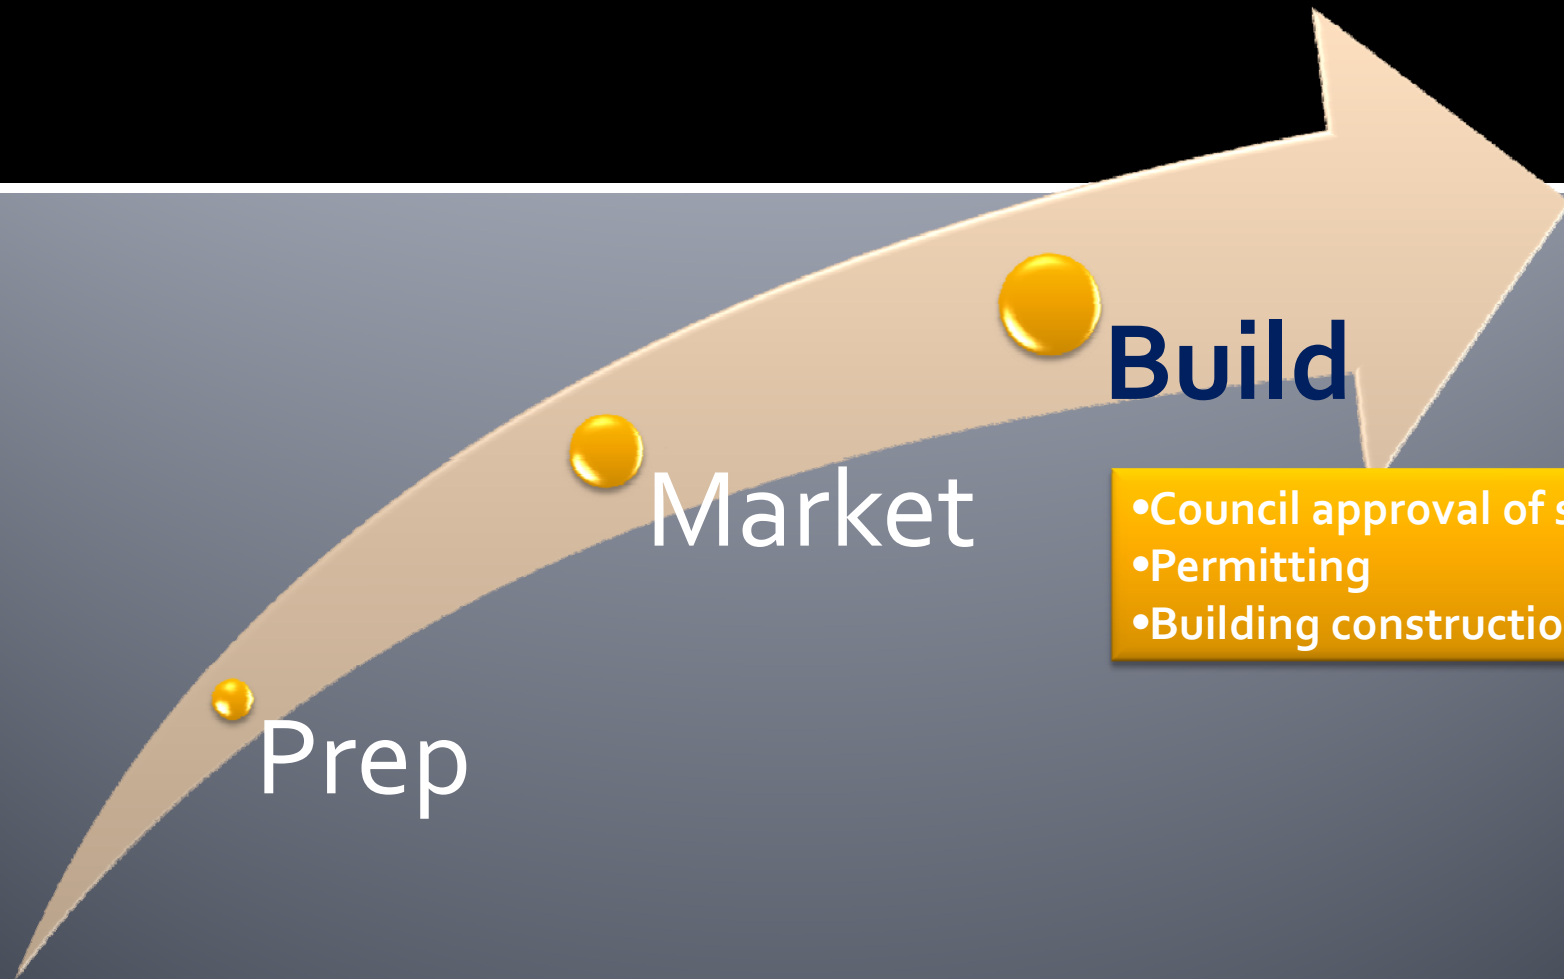 Build
Market
•Council approval of
•Permitting
•Building constructio
Prep